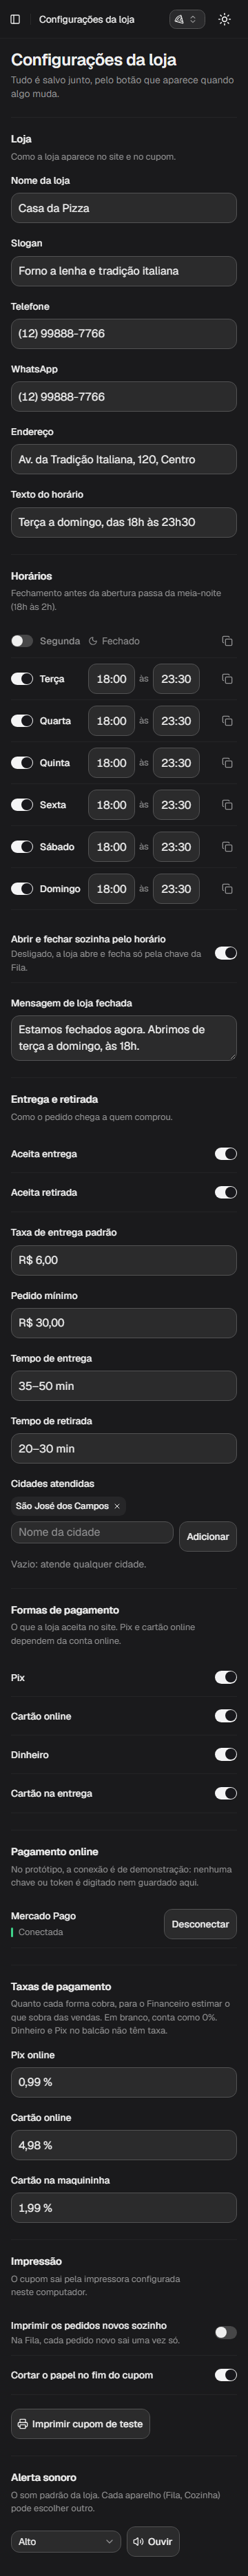 Configurações da loja
Configurações da loja
Tudo é salvo junto, pelo botão que aparece quando
algo muda.
Loja
Como a loja aparece no site e no cupom.
Nome da loja
Casa da Pizza
Slogan
Forno a lenha e tradição italiana
Telefone
(12) 99888-7766
WhatsApp
(12) 99888-7766
Endereço
Av. da Tradição Italiana, 120, Centro
Texto do horário
Terça a domingo, das 18h às 23h30
Horários
Fechamento antes da abertura passa da meia-noite
(18h às 2h).
Segunda Fechado
Terça 18:00 às 23:30
Quarta 18:00 às 23:30
Quinta 18:00 às 23:30
Sexta 18:00 às 23:30
Sábado 18:00 às 23:30
Domingo 18:00 às 23:30
Abrir e fechar sozinha pelo horário
Desligado, a loja abre e fecha só pela chave da
Fila.
Mensagem de loja fechada
Estamos fechados agora. Abrimos de
terça a domingo, às 18h.
Entrega e retirada
Como o pedido chega a quem comprou.
Aceita entrega
Aceita retirada
Taxa de entrega padrão
R$ 6,00
Pedido mínimo
R$ 30,00
Tempo de entrega
35–50 min
Tempo de retirada
20–30 min
Cidades atendidas
São José dos Campos ×
Nome da cidade Adicionar
Vazio: atende qualquer cidade.
Formas de pagamento
O que a loja aceita no site. Pix e cartão online
dependem da conta online.
Pix
Cartão online
Dinheiro
Cartão na entrega
Pagamento online
No protótipo, a conexão é de demonstração: nenhuma
chave ou token é digitado nem guardado aqui.
Mercado Pago
Conectada
Desconectar
Taxas de pagamento
Quanto cada forma cobra, para o Financeiro estimar o
que sobra das vendas. Em branco, conta como 0%.
Dinheiro e Pix no balcão não têm taxa.
Pix online
0,99 %
Cartão online
4,98 %
Cartão na maquininha
1,99 %
Impressão
O cupom sai pela impressora configurada
neste computador.
Imprimir os pedidos novos sozinho
Na Fila, cada pedido novo sai uma vez só.
Cortar o papel no fim do cupom
Imprimir cupom de teste
Alerta sonoro
O som padrão da loja. Cada aparelho (Fila, Cozinha)
pode escolher outro.
Alto Ouvir